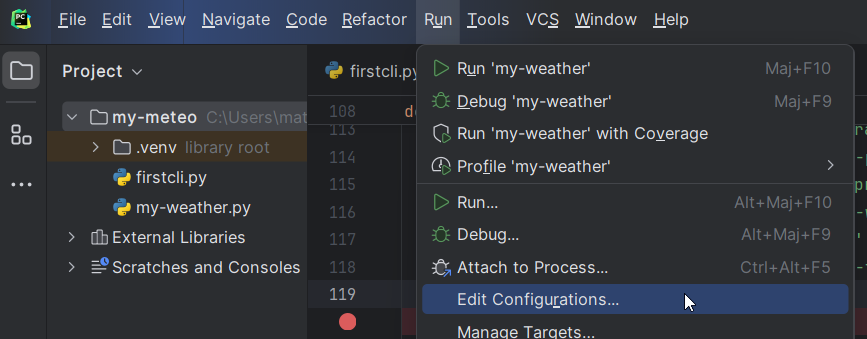 PC
File Edit View Navigate Code Refactor Run Tools VCS Window Help
Project
my-meteo C:\Users\mat
.venv library root
firstcli.py
my-weather.py
External Libraries
Scratches and Consoles
firstcli.py
108 de
113
114
115
116
117
118
119
Run 'my-weather' Maj+F10
Debug 'my-weather' Maj+F9
Run 'my-weather' with Coverage
Profile 'my-weather'
Run... Alt+Maj+F10
Debug... Alt+Maj+F9
Attach to Process... Ctrl+Alt+F5
Edit Configurations...
Manage Targets...